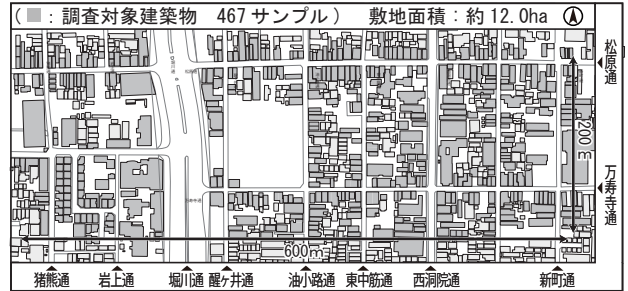 (■：調査対象建築物　467サンプル)　敷地面積：約12.0ha
松原通
200m
万寿寺通
600m
猪熊通　岩上通　堀川通 醒ケ井通　油小路通 東中筋通　西洞院通　新町通